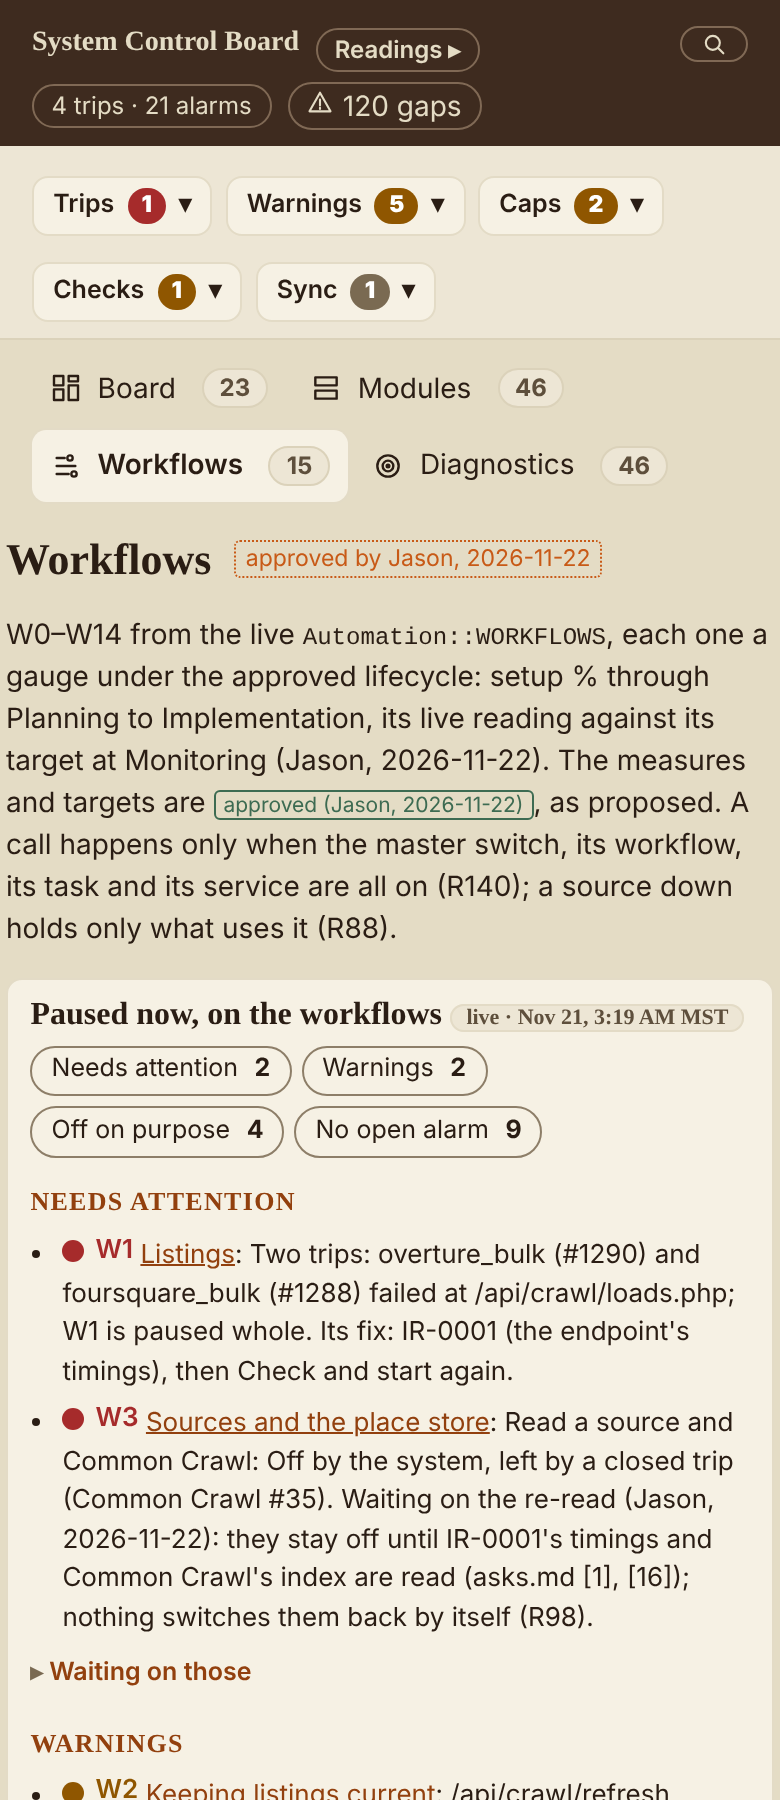 System Control Board Readings ▸
4 trips · 21 alarms ⚠ 120 gaps
Trips 1 ▾ Warnings 5 ▾ Caps 2 ▾
Checks 1 ▾ Sync 1 ▾
Board 23 Modules 46
Workflows 15 Diagnostics 46
Workflows approved by Jason, 2026-11-22
W0–W14 from the live Automation::WORKFLOWS, each one a
gauge under the approved lifecycle: setup % through
Planning to Implementation, its live reading against its
target at Monitoring (Jason, 2026-11-22). The measures
and targets are approved (Jason, 2026-11-22), as proposed. A
call happens only when the master switch, its workflow,
its task and its service are all on (R140); a source down
holds only what uses it (R88).
Paused now, on the workflows live · Nov 21, 3:19 AM MST
Needs attention 2 Warnings 2
Off on purpose 4 No open alarm 9
NEEDS ATTENTION
• W1 Listings: Two trips: overture_bulk (#1290) and
foursquare_bulk (#1288) failed at /api/crawl/loads.php;
W1 is paused whole. Its fix: IR-0001 (the endpoint's
timings), then Check and start again.
• W3 Sources and the place store: Read a source and
Common Crawl: Off by the system, left by a closed trip
(Common Crawl #35). Waiting on the re-read (Jason,
2026-11-22): they stay off until IR-0001's timings and
Common Crawl's index are read (asks.md [1], [16]);
nothing switches them back by itself (R98).
▸ Waiting on those
WARNINGS
• W2 Keeping listings current: /api/crawl/refresh